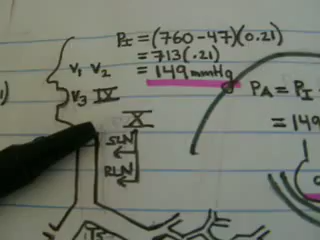 PI = (760-47)(0.21)
= 713(.21)
= 149 mmHg
V1 V2
V3 IV
X
SLN
RLN
PA = PI -
= 149